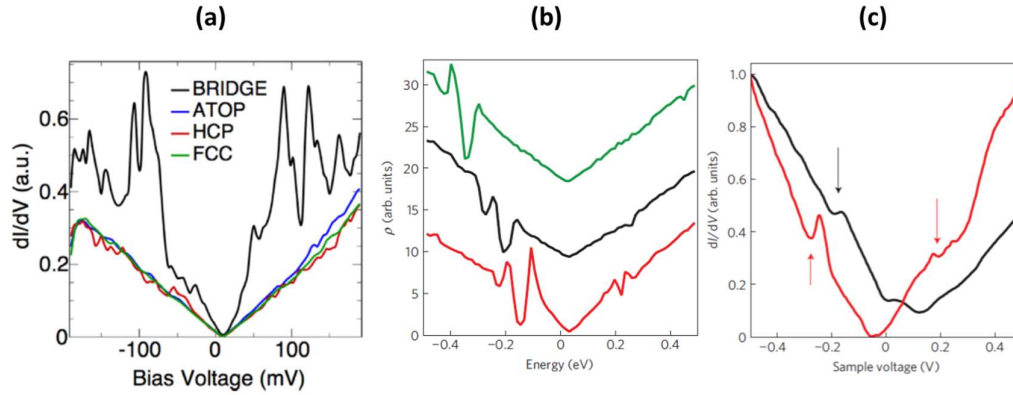 (a)
(b)
(c)
dI/dV (a.u.)
0.6
0.4
0.2
0
-100
0
100
Bias Voltage (mV)
BRIDGE
ATOP
HCP
FCC
ρ (arb. units)
30
20
10
0
−0.4
−0.2
0
0.2
0.4
Energy (eV)
dI/dV (arb. units)
1.0
0.8
0.6
0.4
0.2
0
−0.4
−0.2
0
0.2
0.4
Sample voltage (V)